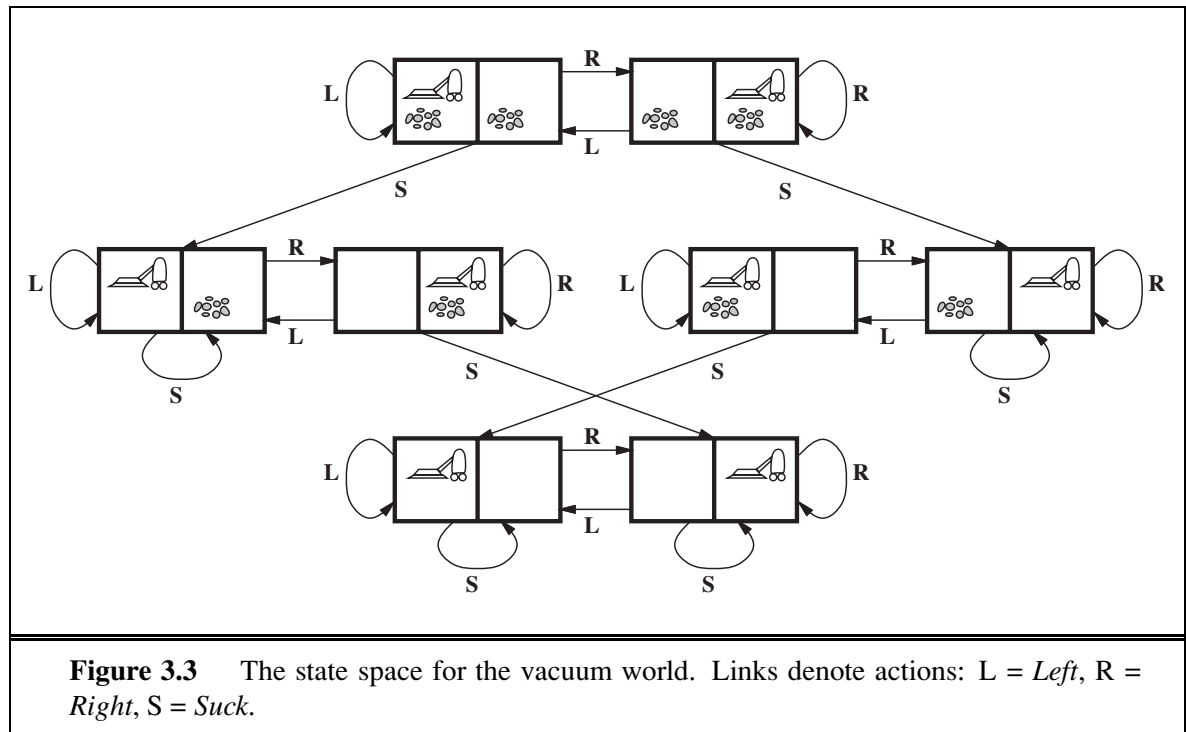 R
L R
L
S S
R R
L R L R
L L
S S
S S
R
L R
L
S S
Figure 3.3 The state space for the vacuum world. Links denote actions: L = Left, R =
Right, S = Suck.